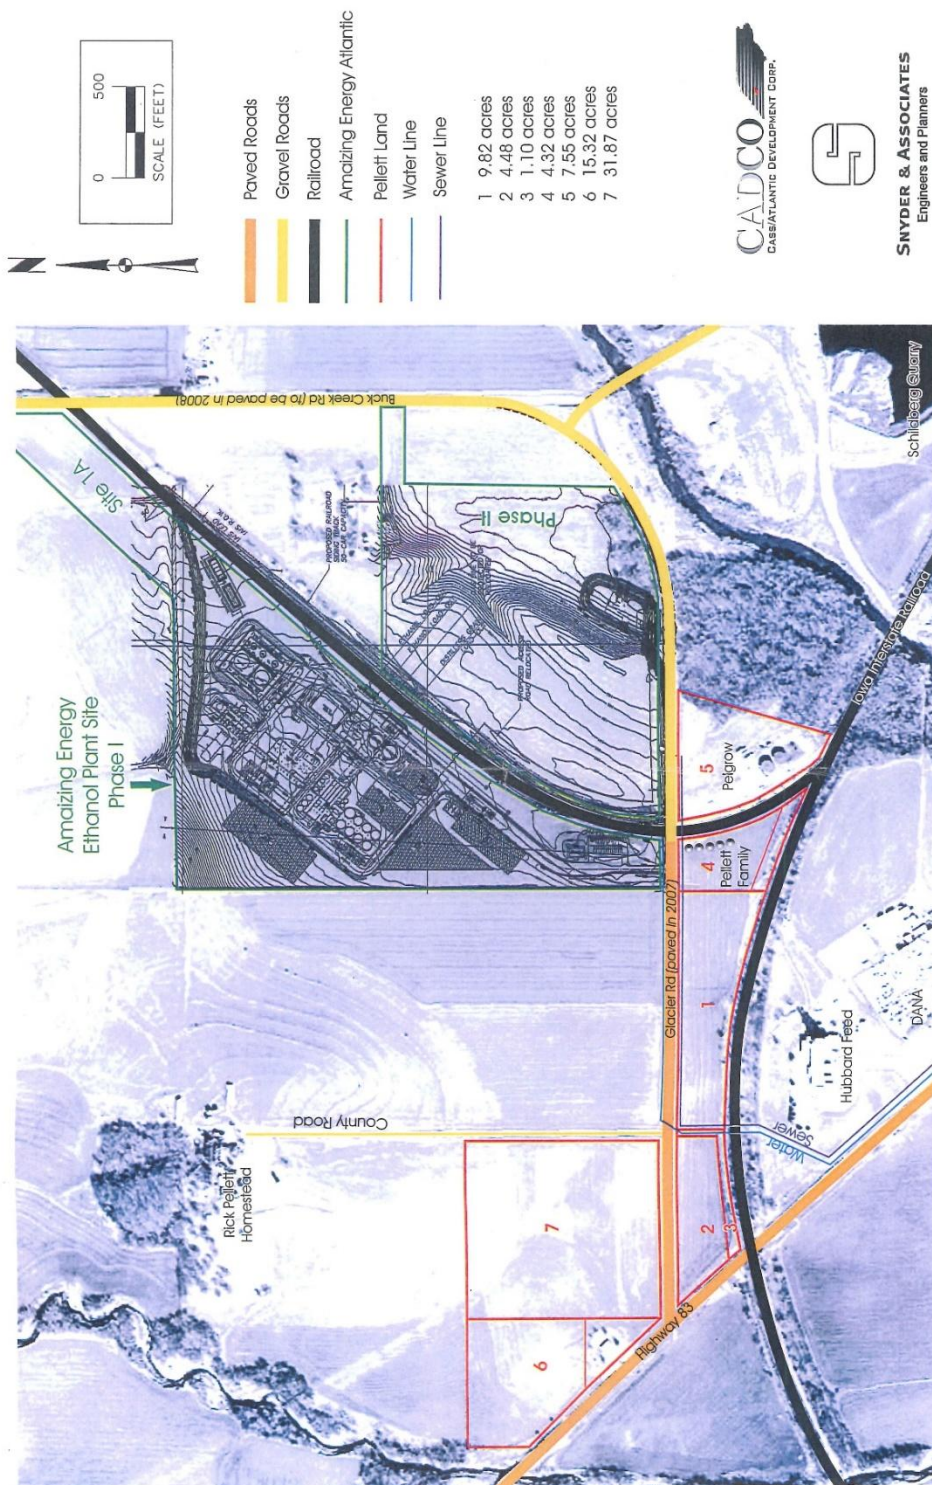 N
0 500
SCALE (FEET)
Paved Roads
Gravel Roads
Railroad
Amaizing Energy Atlantic
Pellett Land
Water Line
Sewer Line
1 9.82 acres
2 4.48 acres
3 1.10 acres
4 4.32 acres
5 7.55 acres
6 15.32 acres
7 31.87 acres
CADCO
CASS/ATLANTIC DEVELOPMENT CORP.
SNYDER & ASSOCIATES
Engineers and Planners
Amaizing Energy
Ethanol Plant Site
Phase I
Site 1A
Buck Creek Rd (to be paved in 2008)
PROPOSED RAILROAD
Phase II
Rick Pellett
Homestead
County Road
Glacier Rd (paved in 2007)
7
6
5
Pelgrow
4
Pellett
Family
1
2
3
Highway 83
Water
Sewer
Hubbard Feed
DANA
Iowa Interstate Railroad
Schildberg Quarry